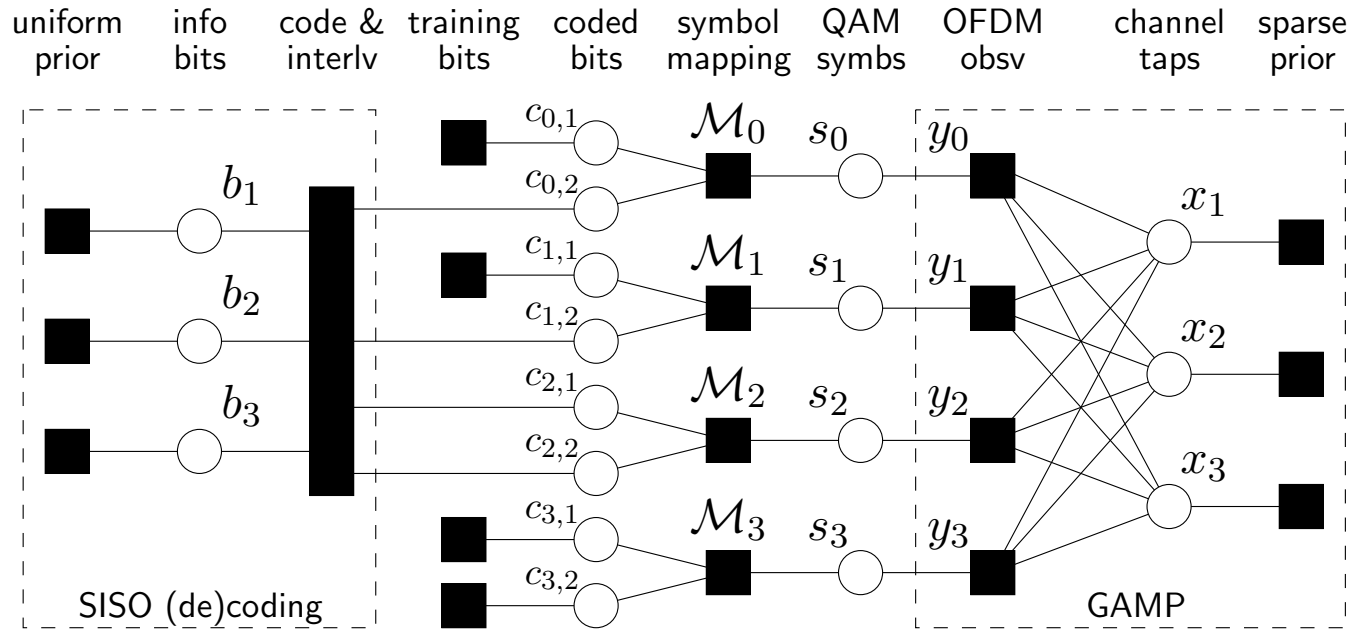 uniform prior
info bits
code & interlv
training bits
coded bits
symbol mapping
QAM symbs
OFDM obsv
channel taps
sparse prior
b₁
b₂
b₃
c₀,₁
c₀,₂
c₁,₁
c₁,₂
c₂,₁
c₂,₂
c₃,₁
c₃,₂
ℳ₀
ℳ₁
ℳ₂
ℳ₃
s₀
s₁
s₂
s₃
y₀
y₁
y₂
y₃
x₁
x₂
x₃
SISO (de)coding
GAMP